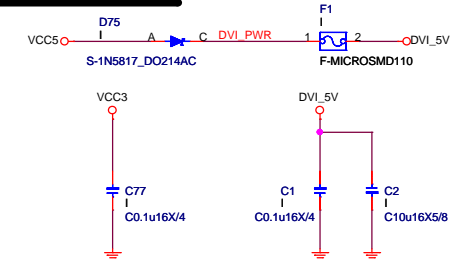 D75
F1
VCC5
A
C
DVI_PWR
1
2
DVI_5V
S-1N5817_DO214AC
F-MICROSMD110
VCC3
DVI_5V
C77
C1
C2
C0.1u16X/4
C0.1u16X/4
C10u16X5/8